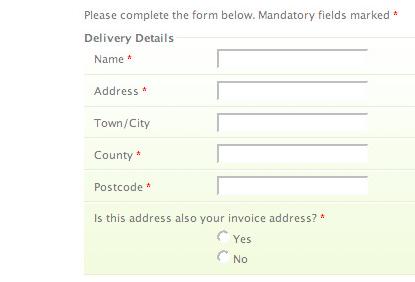 Please complete the form below. Mandatory fields marked *
Delivery Details
Name *
Address *
Town/City
County *
Postcode *
Is this address also your invoice address? *
Yes
No